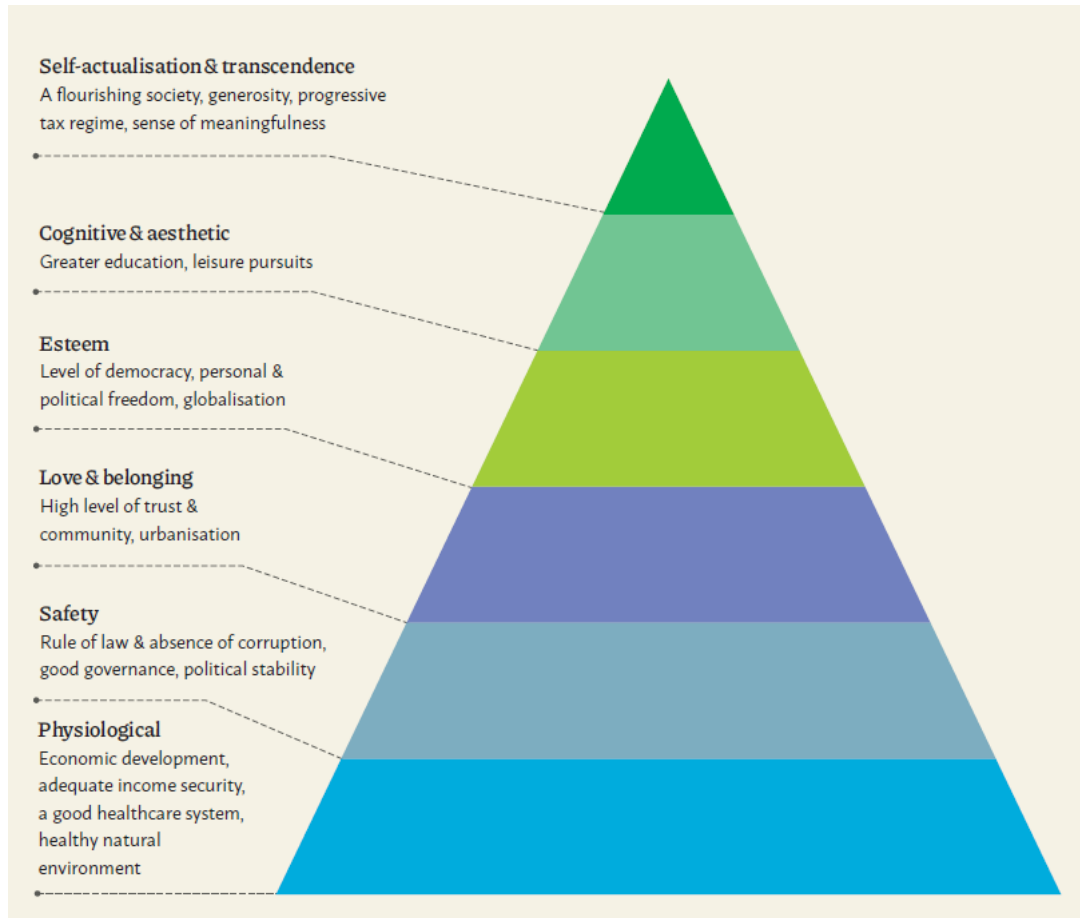 Self-actualisation & transcendence
A flourishing society, generosity, progressive
tax regime, sense of meaningfulness
Cognitive & aesthetic
Greater education, leisure pursuits
Esteem
Level of democracy, personal &
political freedom, globalisation
Love & belonging
High level of trust &
community, urbanisation
Safety
Rule of law & absence of corruption,
good governance, political stability
Physiological
Economic development,
adequate income security,
a good healthcare system,
healthy natural
environment